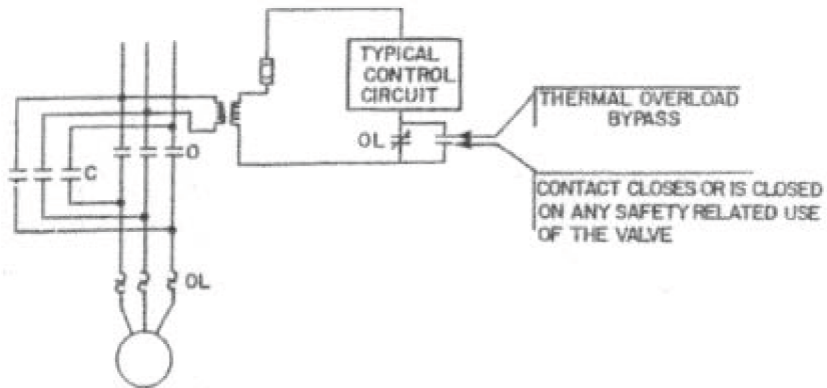 TYPICAL
CONTROL
CIRCUIT
THERMAL OVERLOAD
BYPASS
OL
O
C
CONTACT CLOSES OR IS CLOSED
ON ANY SAFETY RELATED USE
OF THE VALVE
OL